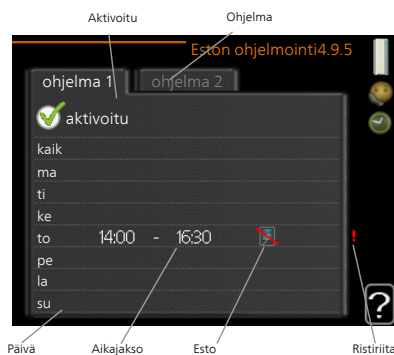 Aktivoitu Ohjelma
Eston ohjelmointi4.9.5
ohjelma 1 ohjelma 2
aktivoitu
kaik
ma
ti
ke
to 14:00 - 16:30 !
pe
la
su
?
Päivä Aikajakso Esto Ristiriita